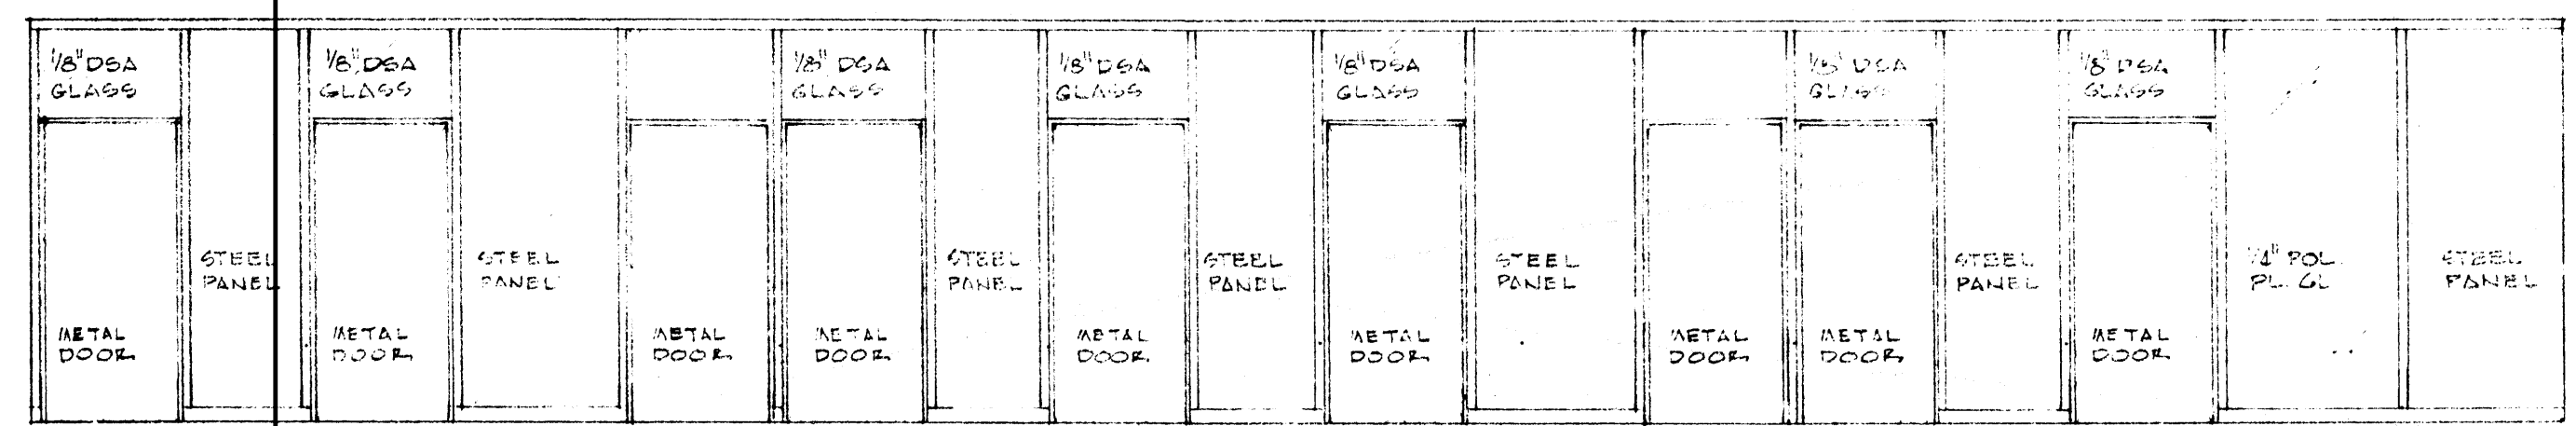 1/8" DSA
GLASS
1/8" DSA
GLASS
1/8" DSA
GLASS
1/8" DSA
GLASS
1/8" DSA
GLASS
1/8" DSA
GLASS
1/8" DSA
GLASS
STEEL
PANEL
STEEL
PANEL
STEEL
PANEL
STEEL
PANEL
STEEL
PANEL
STEEL
PANEL
1/4" POL.
PL. GL
STEEL
PANEL
METAL
DOOR
METAL
DOOR
METAL
DOOR
METAL
DOOR
METAL
DOOR
METAL
DOOR
METAL
DOOR
METAL
DOOR
METAL
DOOR